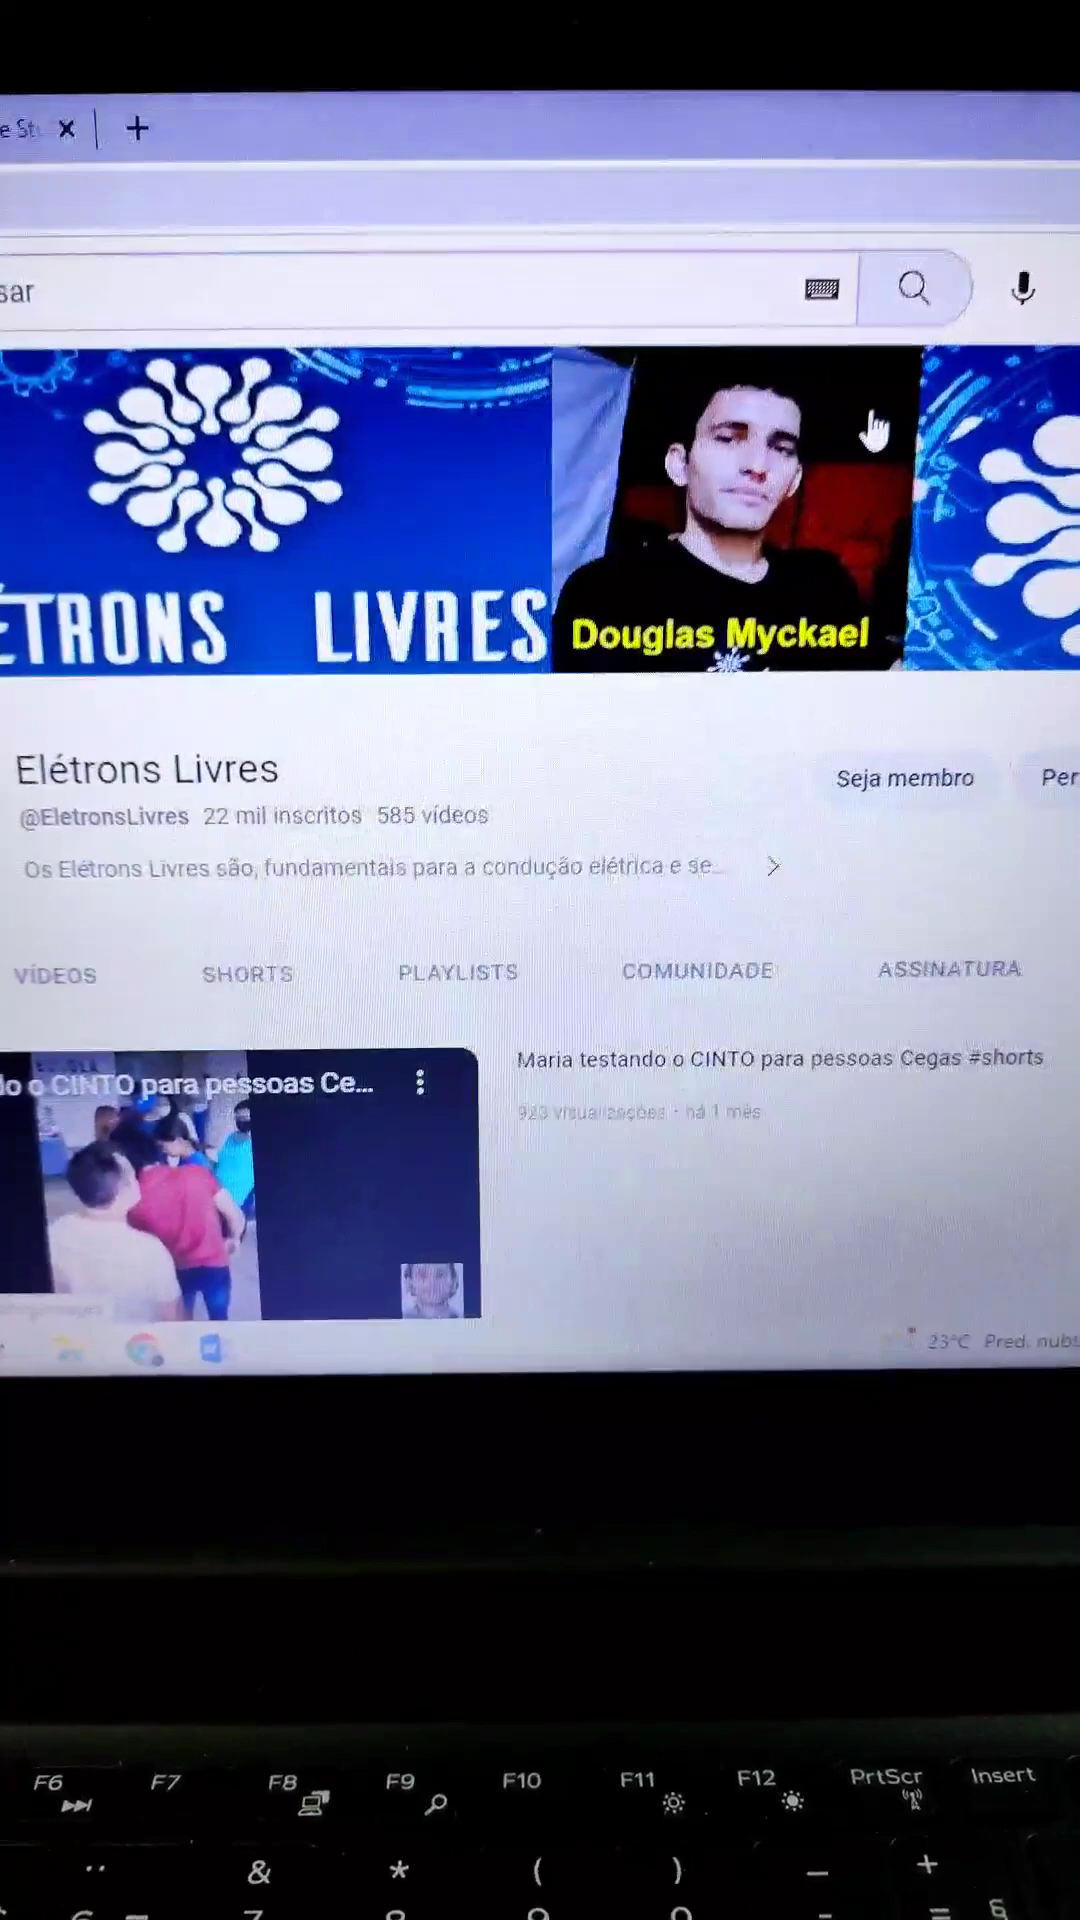 e St
sar
ÉTRONS LIVRES
Douglas Myckael
Elétrons Livres
Seja membro
Per
@EletronsLivres 22 mil inscritos 585 vídeos
Os Elétrons Livres são, fundamentais para a condução elétrica e se...
VÍDEOS SHORTS PLAYLISTS COMUNIDADE ASSINATURA
do o CINTO para pessoas Ce...
Maria testando o CINTO para pessoas Cegas #shorts
923 visualizações • há 1 mês
23°C Pred. nub
F6 F7 F8 F9 F10 F11 F12 PrtScr Insert
& * ( ) _ +